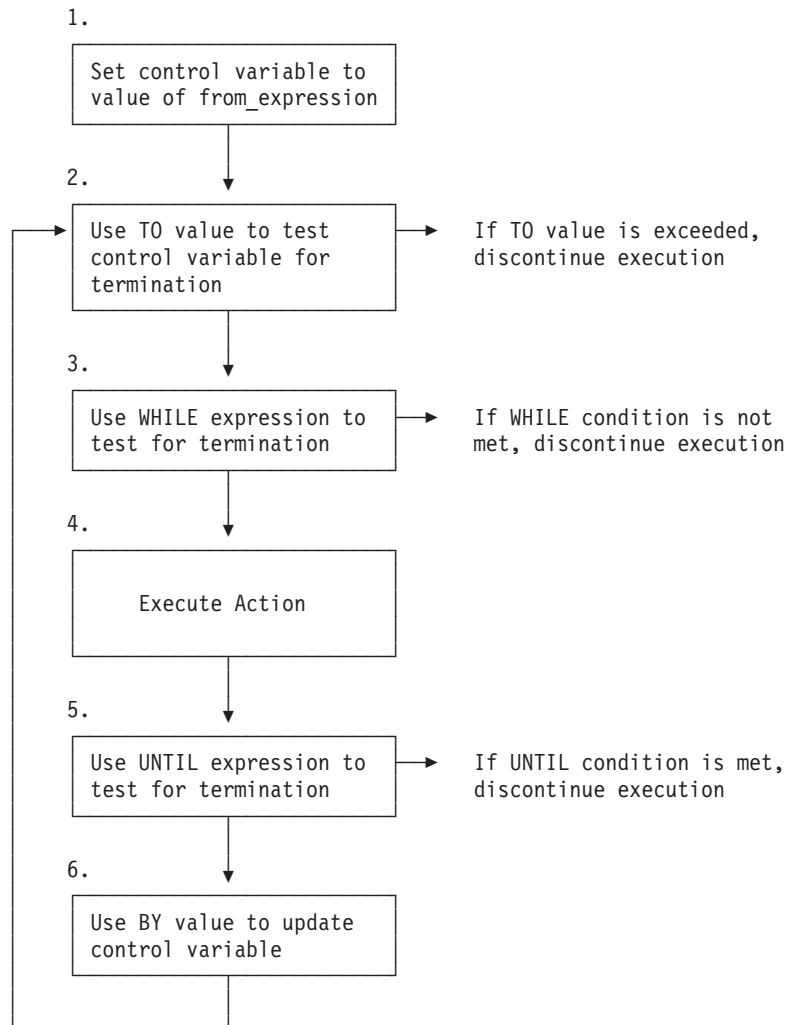 1.
Set control variable to
value of from_expression
2.
Use TO value to test
control variable for
termination
If TO value is exceeded,
discontinue execution
3.
Use WHILE expression to
test for termination
If WHILE condition is not
met, discontinue execution
4.
Execute Action
5.
Use UNTIL expression to
test for termination
If UNTIL condition is met,
discontinue execution
6.
Use BY value to update
control variable